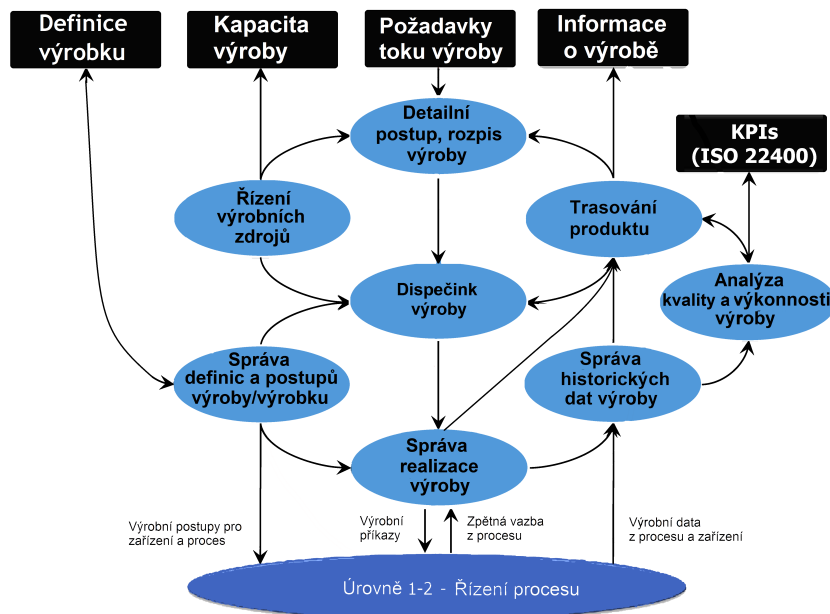 Definice
výrobku
Kapacita
výroby
Požadavky
toku výroby
Informace
o výrobě
KPIs
(ISO 22400)
Detailní
postup, rozpis
výroby
Řízení
výrobních
zdrojů
Trasování
produktu
Dispečink
výroby
Analýza
kvality a výkonnosti
výroby
Správa
definic a postupů
výroby/výrobku
Správa
historických
dat výroby
Správa
realizace
výroby
Výrobní postupy pro
zařízení a proces
Výrobní
příkazy
Zpětná vazba
z procesu
Výrobní data
z procesu a zařízení
Úrovně 1-2 - Řízení procesu